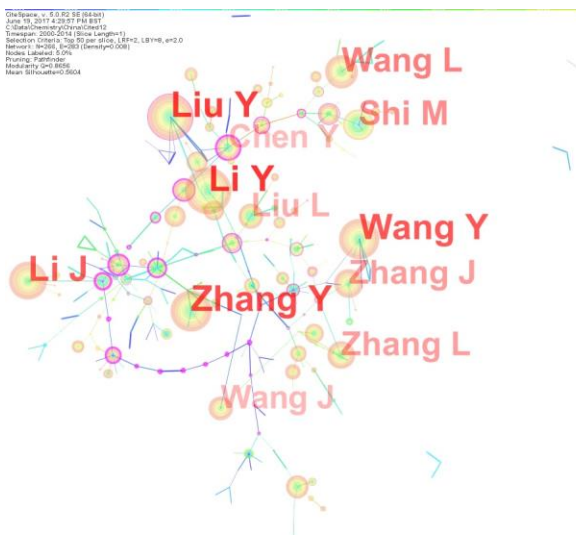 CiteSpace, v. 5.0.R2 SE (64-bit)
June 19, 2017 4:29:57 PM BST
C:\Data\Chemistry\China\Cited12
Timespan: 2000-2014 (Slice Length=1)
Selection Criteria: Top 50 per slice, LRF=2, LBY=8, e=2.0
Network: N=266, E=283 (Density=0.008)
Nodes Labeled: 5.0%
Pruning: Pathfinder
Modularity Q=0.8656
Mean Silhouette=0.5604
Wang L
Liu Y
Shi M
Chen Y
Li Y
Liu L
Wang Y
Li J
Zhang J
Zhang Y
Zhang L
Wang J